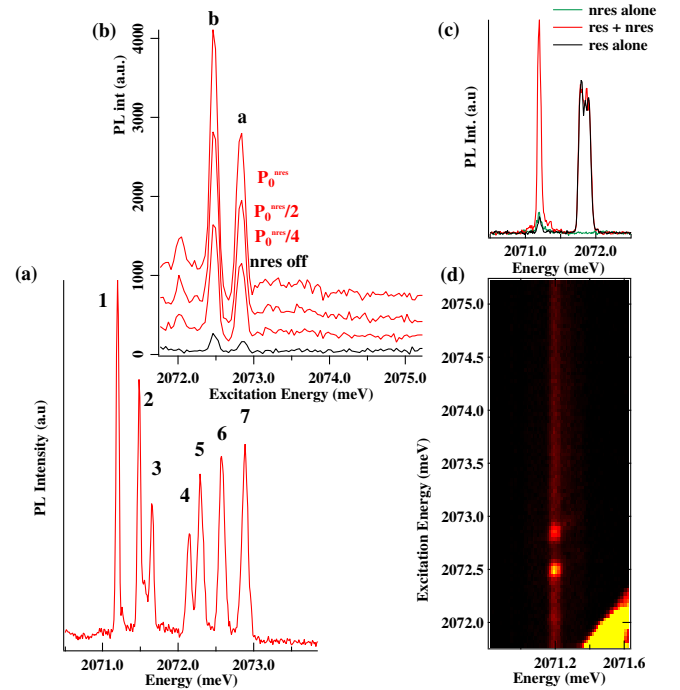 (b)
b
a
P₀ⁿʳᵉˢ
P₀ⁿʳᵉˢ/2
P₀ⁿʳᵉˢ/4
nres off
PL int (a.u.)
4000
3000
2000
1000
0
2072.0 2073.0 2074.0 2075.0
Excitation Energy (meV)
(c)
nres alone
res + nres
res alone
PL Int. (a.u)
2071.0 2072.0
Energy (meV)
(a)
1
2
3
4
5
6
7
PL Intensity (a.u)
2071.0 2072.0 2073.0
Energy (meV)
(d)
Excitation Energy (meV)
2075.0
2074.5
2074.0
2073.5
2073.0
2072.5
2072.0
2071.2 2071.6
Energy (meV)